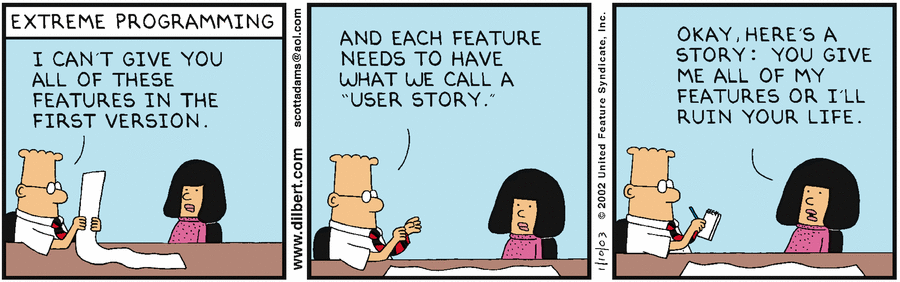 EXTREME PROGRAMMING
I CAN'T GIVE YOU
ALL OF THESE
FEATURES IN THE
FIRST VERSION.
www.dilbert.com scottadams@aol.com
AND EACH FEATURE
NEEDS TO HAVE
WHAT WE CALL A
"USER STORY."
1/10/03 © 2002 United Feature Syndicate, Inc.
OKAY, HERE'S A
STORY: YOU GIVE
ME ALL OF MY
FEATURES OR I'LL
RUIN YOUR LIFE.